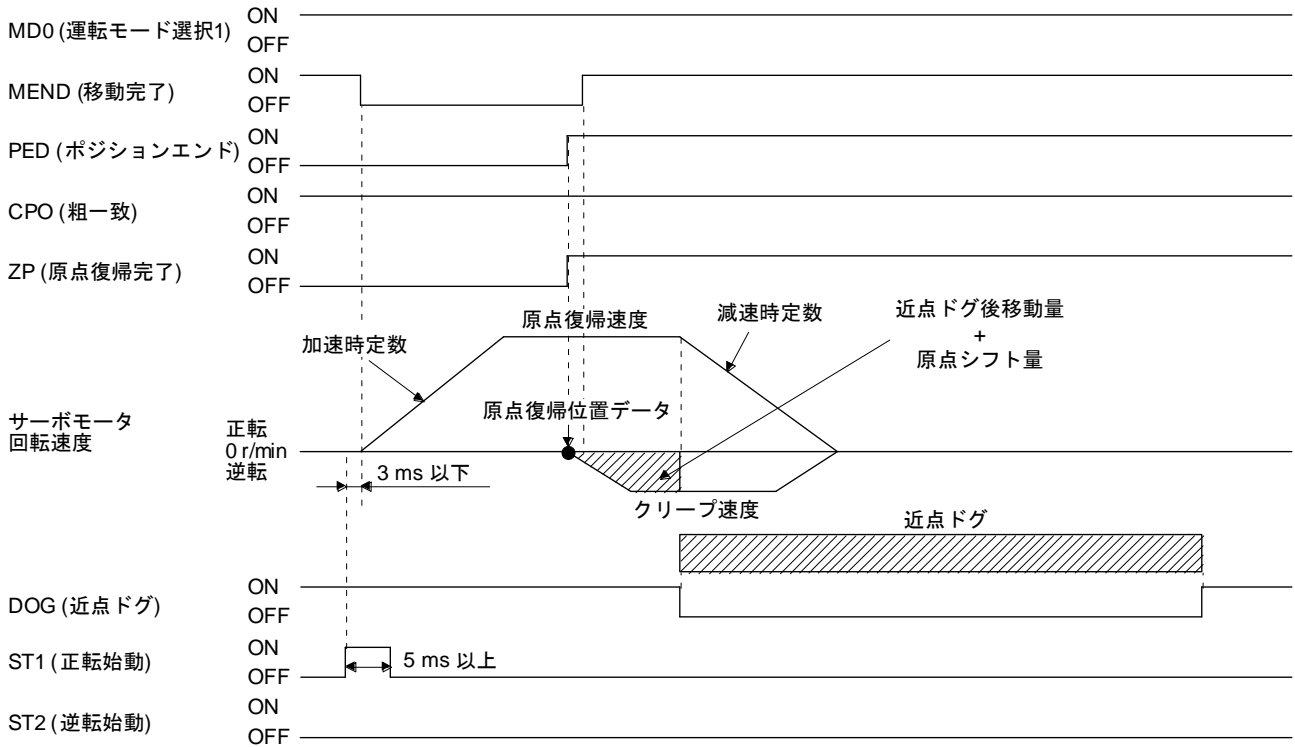 MD0 (運転モード選択1)
ON
OFF
MEND (移動完了)
ON
OFF
PED (ポジションエンド)
ON
OFF
CPO (粗一致)
ON
OFF
ZP (原点復帰完了)
ON
OFF
原点復帰速度
減速時定数
近点ドグ後移動量
+
原点シフト量
加速時定数
原点復帰位置データ
サーボモータ
回転速度
正転
0 r/min
逆転
3 ms 以下
クリープ速度
近点ドグ
DOG (近点ドグ)
ON
OFF
ST1 (正転始動)
ON
OFF
5 ms 以上
ST2 (逆転始動)
ON
OFF